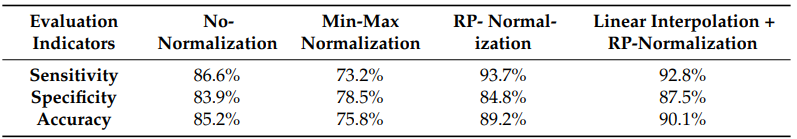 Evaluation No- Min-Max RP- Normal- Linear Interpolation +
Indicators Normalization Normalization ization RP-Normalization
Sensitivity 86.6% 73.2% 93.7% 92.8%
Specificity 83.9% 78.5% 84.8% 87.5%
Accuracy 85.2% 75.8% 89.2% 90.1%